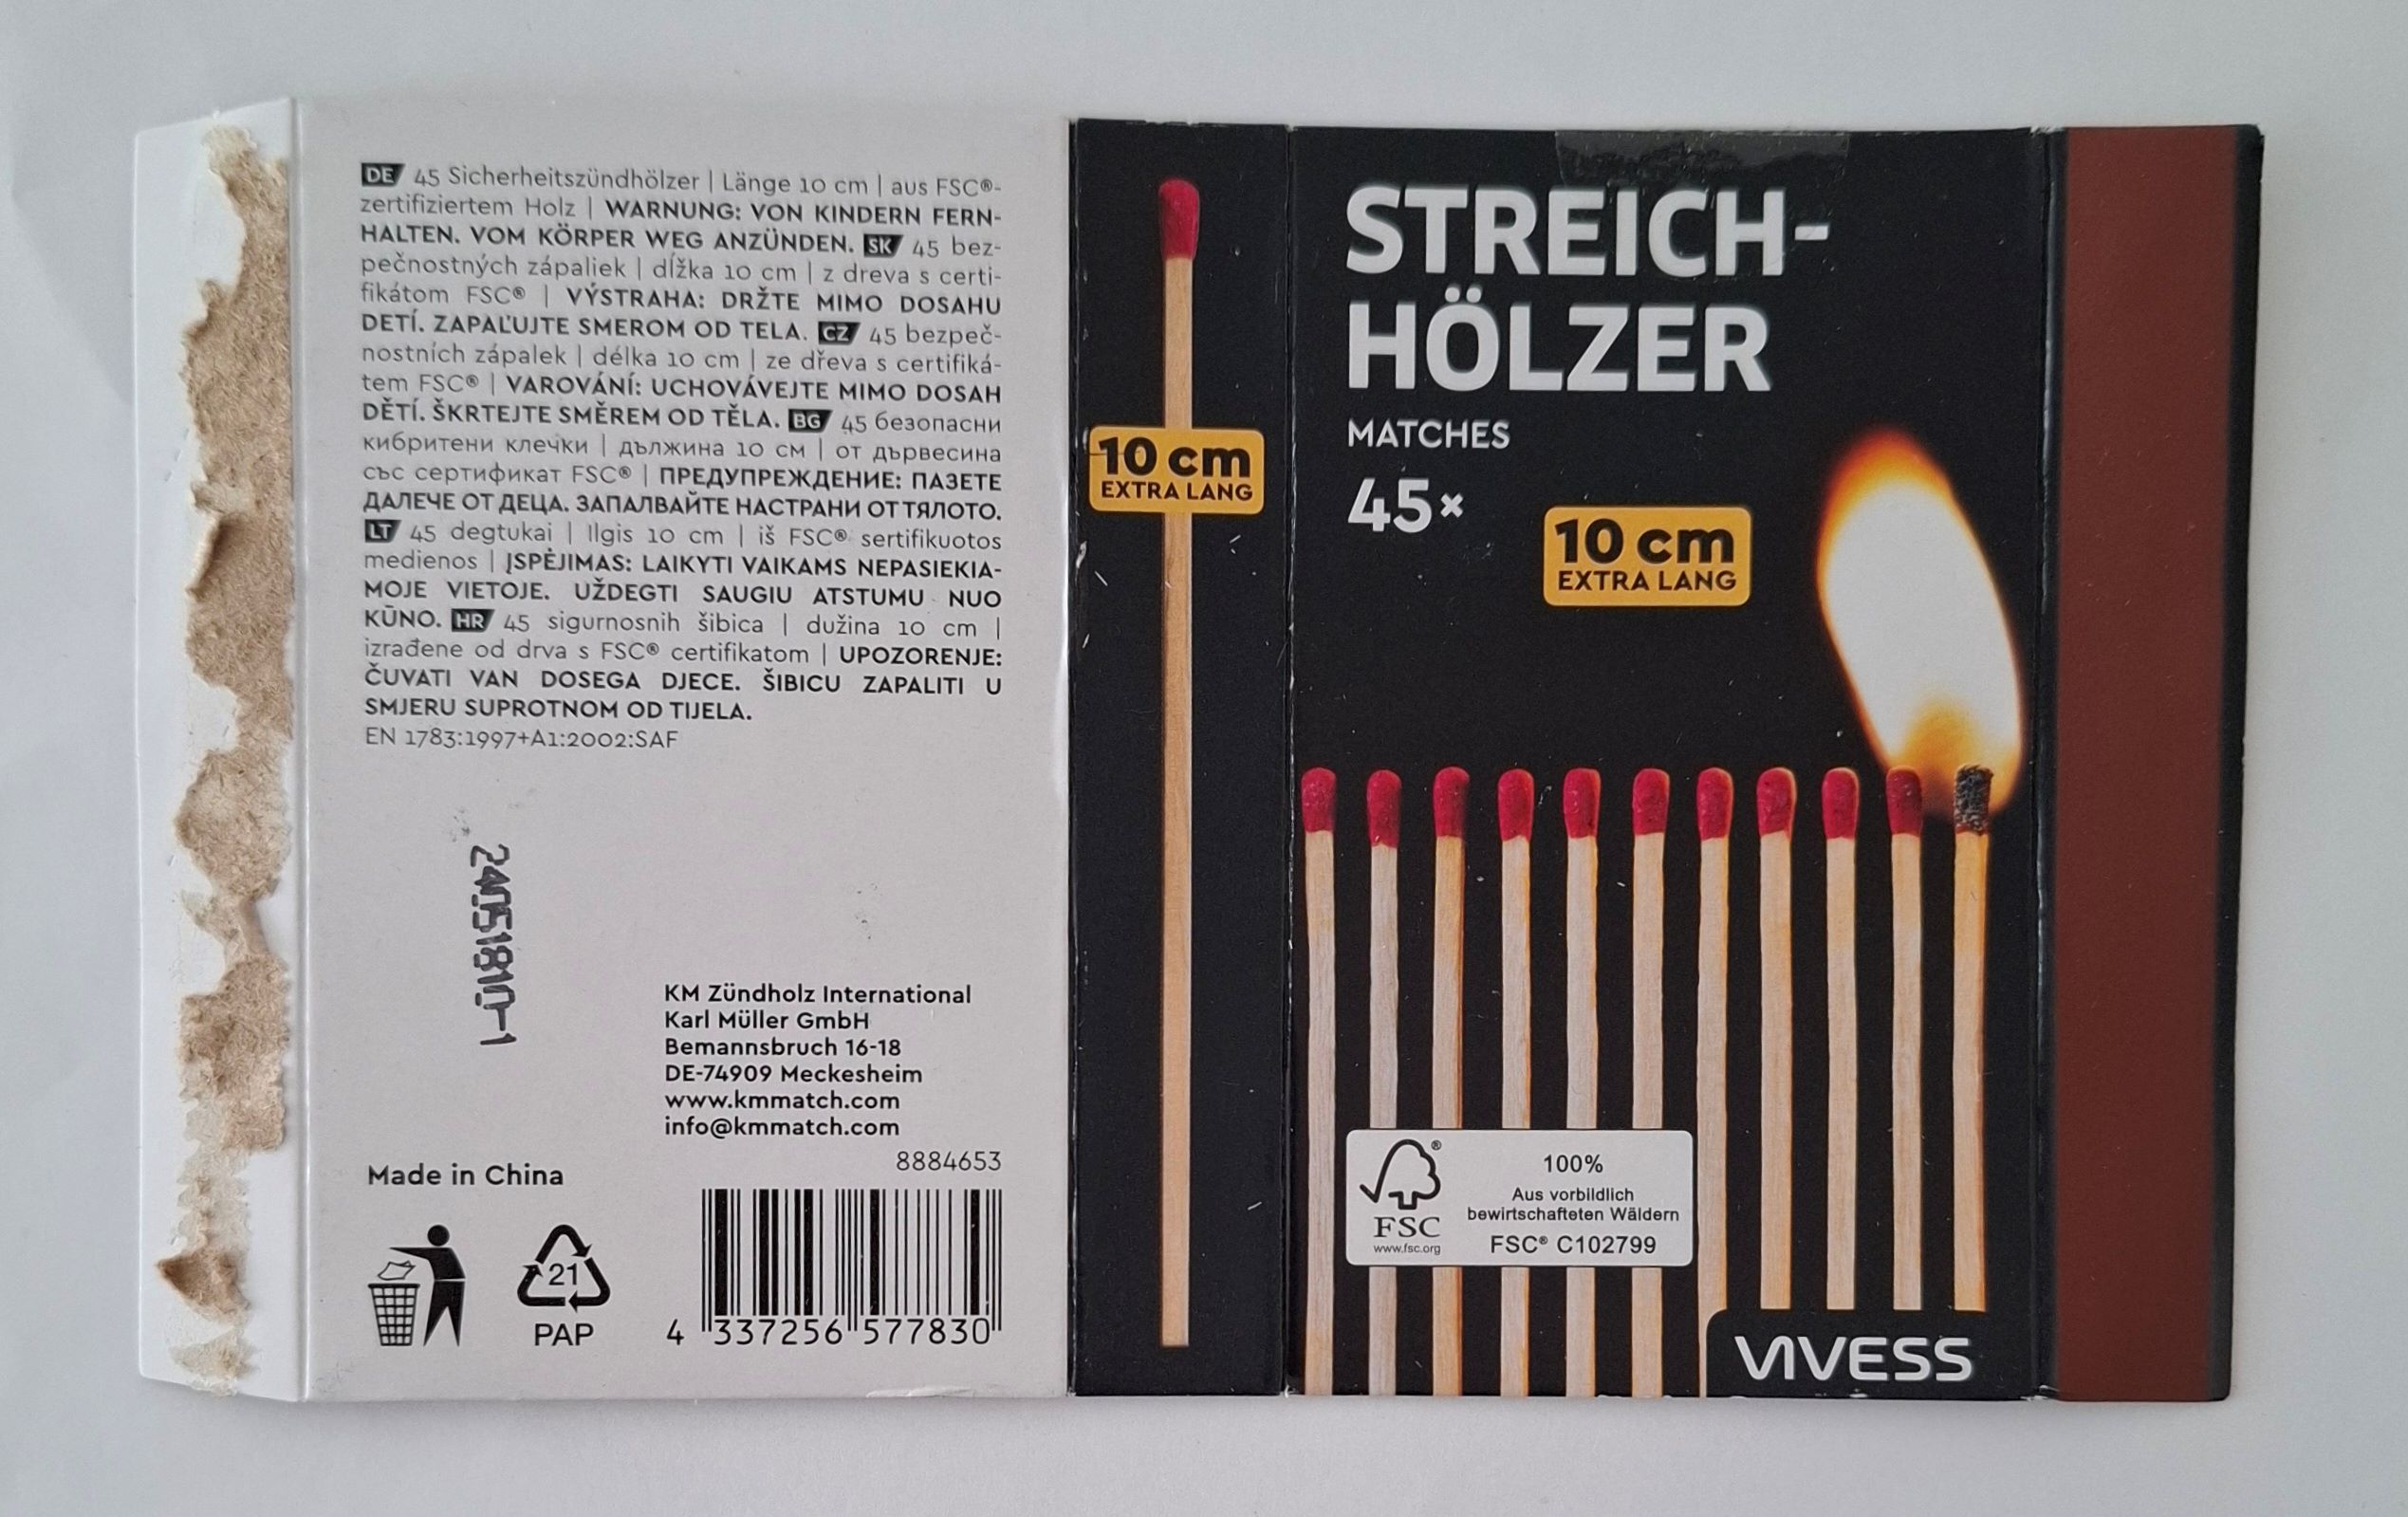 DE 45 Sicherheitszündhölzer | Länge 10 cm | aus FSC®-
zertifiziertem Holz | WARNUNG: VON KINDERN FERN-
HALTEN. VOM KÖRPER WEG ANZÜNDEN. SK 45 bez-
pečnostných zápaliek | dĺžka 10 cm | z dreva s certi-
fikátom FSC® | VÝSTRAHA: DRŽTE MIMO DOSAHU
DETÍ. ZAPAĽUJTE SMEROM OD TELA. CZ 45 bezpeč-
nostních zápalek | délka 10 cm | ze dřeva s certifiká-
tem FSC® | VAROVÁNÍ: UCHOVÁVEJTE MIMO DOSAH
DĚTÍ. ŠKRTEJTE SMĚREM OD TĚLA. BG 45 безопасни
кибритени клечки | дължина 10 см | от дървесина
със сертификат FSC® | ПРЕДУПРЕЖДЕНИЕ: ПАЗЕТЕ
ДАЛЕЧЕ ОТ ДЕЦА. ЗАПАЛВАЙТЕ НАСТРАНИ ОТ ТЯЛОТО.
LT 45 degtukai | Ilgis 10 cm | iš FSC® sertifikuotos
medienos | ĮSPĖJIMAS: LAIKYTI VAIKAMS NEPASIEKIA-
MOJE VIETOJE. UŽDEGTI SAUGIU ATSTUMU NUO
KŪNO. HR 45 sigurnosnih šibica | dužina 10 cm |
izrađene od drva s FSC® certifikatom | UPOZORENJE:
ČUVATI VAN DOSEGA DJECE. ŠIBICU ZAPALITI U
SMJERU SUPROTNOM OD TIJELA.
EN 1783:1997+A1:2002:SAF
24051810-1
KM Zündholz International
Karl Müller GmbH
Bemannsbruch 16-18
DE-74909 Meckesheim
www.kmmatch.com
info@kmmatch.com
8884653
Made in China
21
PAP
4 337256 577830
10 cm
EXTRA LANG
STREICH-
HÖLZER
MATCHES
45×
10 cm
EXTRA LANG
FSC
®
www.fsc.org
100%
Aus vorbildlich
bewirtschafteten Wäldern
FSC® C102799
VIVESS